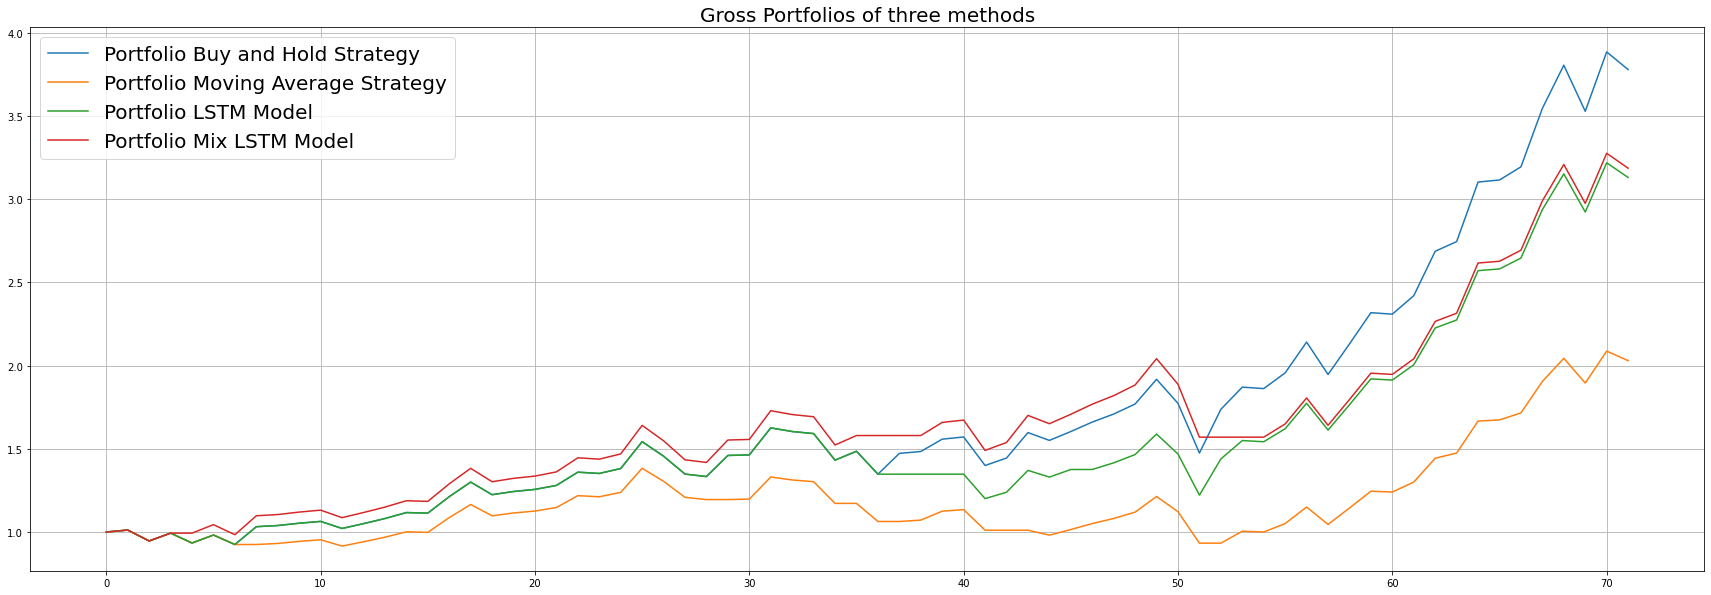 Gross Portfolios of three methods
Portfolio Buy and Hold Strategy
Portfolio Moving Average Strategy
Portfolio LSTM Model
Portfolio Mix LSTM Model
4.0
3.5
3.0
2.5
2.0
1.5
1.0
0 10 20 30 40 50 60 70